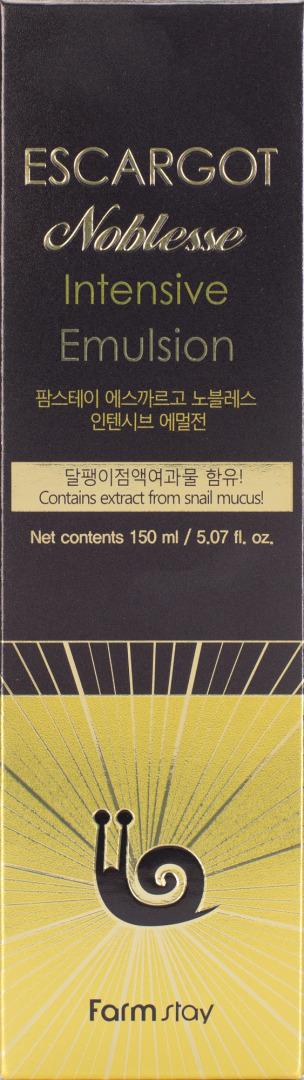 ESCARGOT
Noblesse
Intensive
Emulsion
팜스테이 에스까르고 노블레스
인텐시브 에멀전
달팽이점액여과물 함유!
Contains extract from snail mucus!
Net contents 150 ml / 5.07 fl. oz.
Farm stay